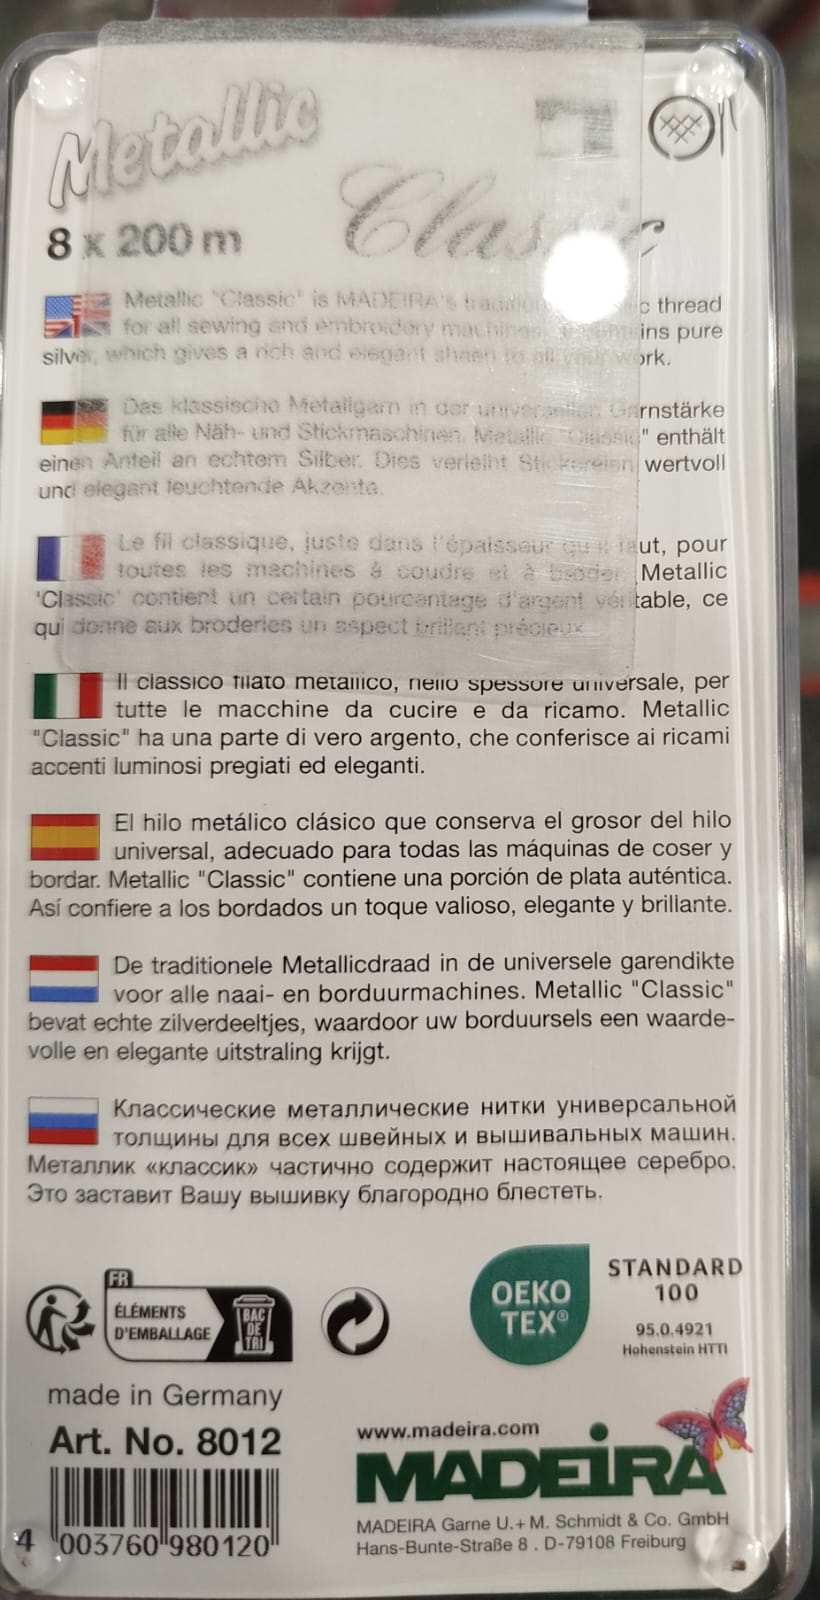 Metallic
Classic
8 x 200 m
Metallic "Classic" is MADEIRA's thread
for all sewing and embroidery machines. pure
silver, which gives a rich and elegant sheen to all your work.
Das klassische Metallgarn in der universellen Garnstärke
für alle Näh- und Stickmaschinen. Metallic "Classic" enthält
einen Anteil an echtem Silber. Dies verleiht Stickereien wertvoll
und elegant leuchtende Akzente.
Le fil classique, juste dans l'épaisseur qu'il faut, pour
toutes les machines à coudre et à broder. Metallic
'Classic' contient un certain pourcentage d'argent véritable, ce
qui donne aux broderies un aspect brillant précieux
Il classico filato metallico, nello spessore universale, per
tutte le macchine da cucire e da ricamo. Metallic
"Classic" ha una parte di vero argento, che conferisce ai ricami
accenti luminosi pregiati ed eleganti.
El hilo metálico clásico que conserva el grosor del hilo
universal, adecuado para todas las máquinas de coser y
bordar. Metallic "Classic" contiene una porción de plata auténtica.
Así confiere a los bordados un toque valioso, elegante y brillante.
De traditionele Metallicdraad in de universele garendikte
voor alle naai- en borduurmachines. Metallic "Classic"
bevat echte zilverdeeltjes, waardoor uw borduursels een waarde-
volle en elegante uitstraling krijgt.
Классические металлические нитки универсальной
толщины для всех швейных и вышивальных машин.
Металлик «классик» частично содержит настоящее серебро.
Это заставит Вашу вышивку благородно блестеть.
FR
ÉLÉMENTS
D'EMBALLAGE
BAC
DE
TRI
OEKO
TEX®
STANDARD
100
95.0.4921
Hohenstein HTTI
made in Germany
Art. No. 8012
4 003760 980120
www.madeira.com
MADEIRA
MADEIRA Garne U.+ M. Schmidt & Co. GmbH
Hans-Bunte-Straße 8 . D-79108 Freiburg